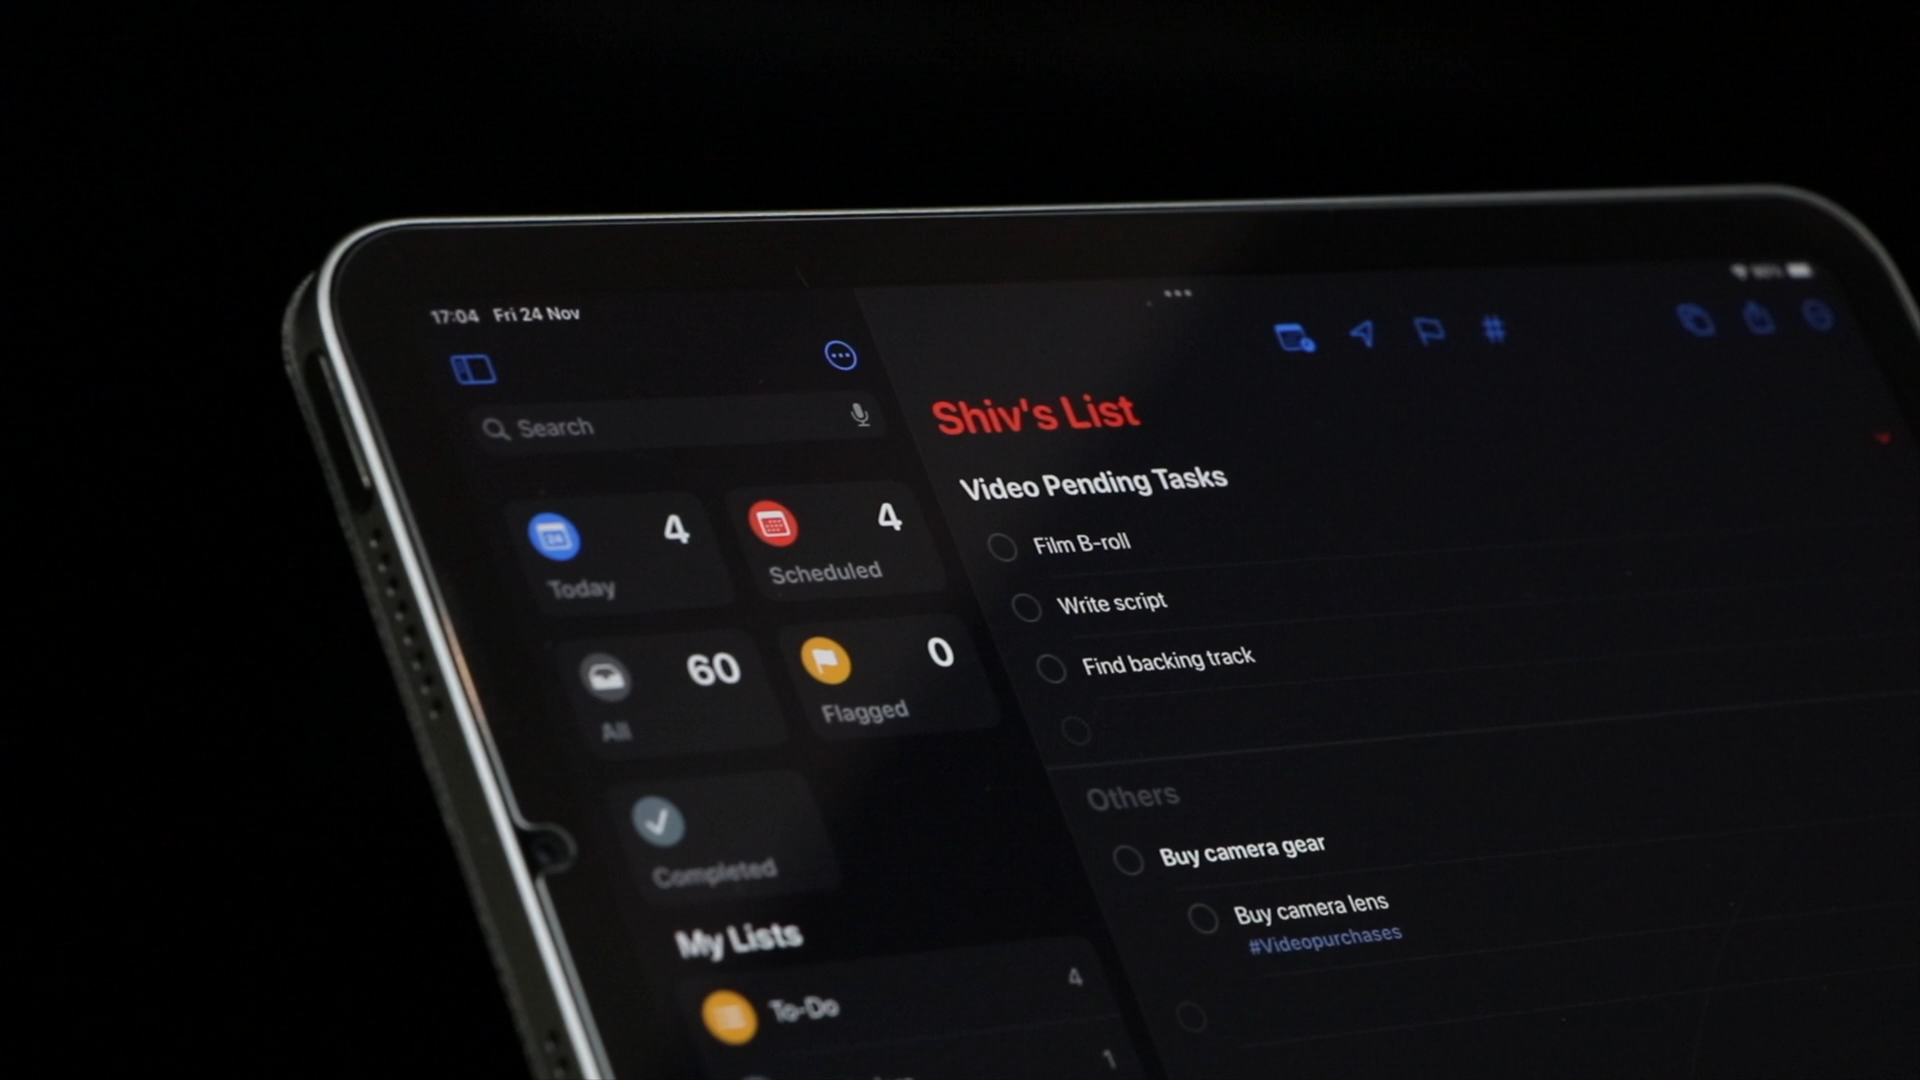 17:04 Fri 24 Nov
Search
4
Today
4
Scheduled
60
All
0
Flagged
Completed
My Lists
To-Do
4
1
Shiv's List
Video Pending Tasks
Film B-roll
Write script
Find backing track
Others
Buy camera gear
Buy camera lens
#Videopurchases